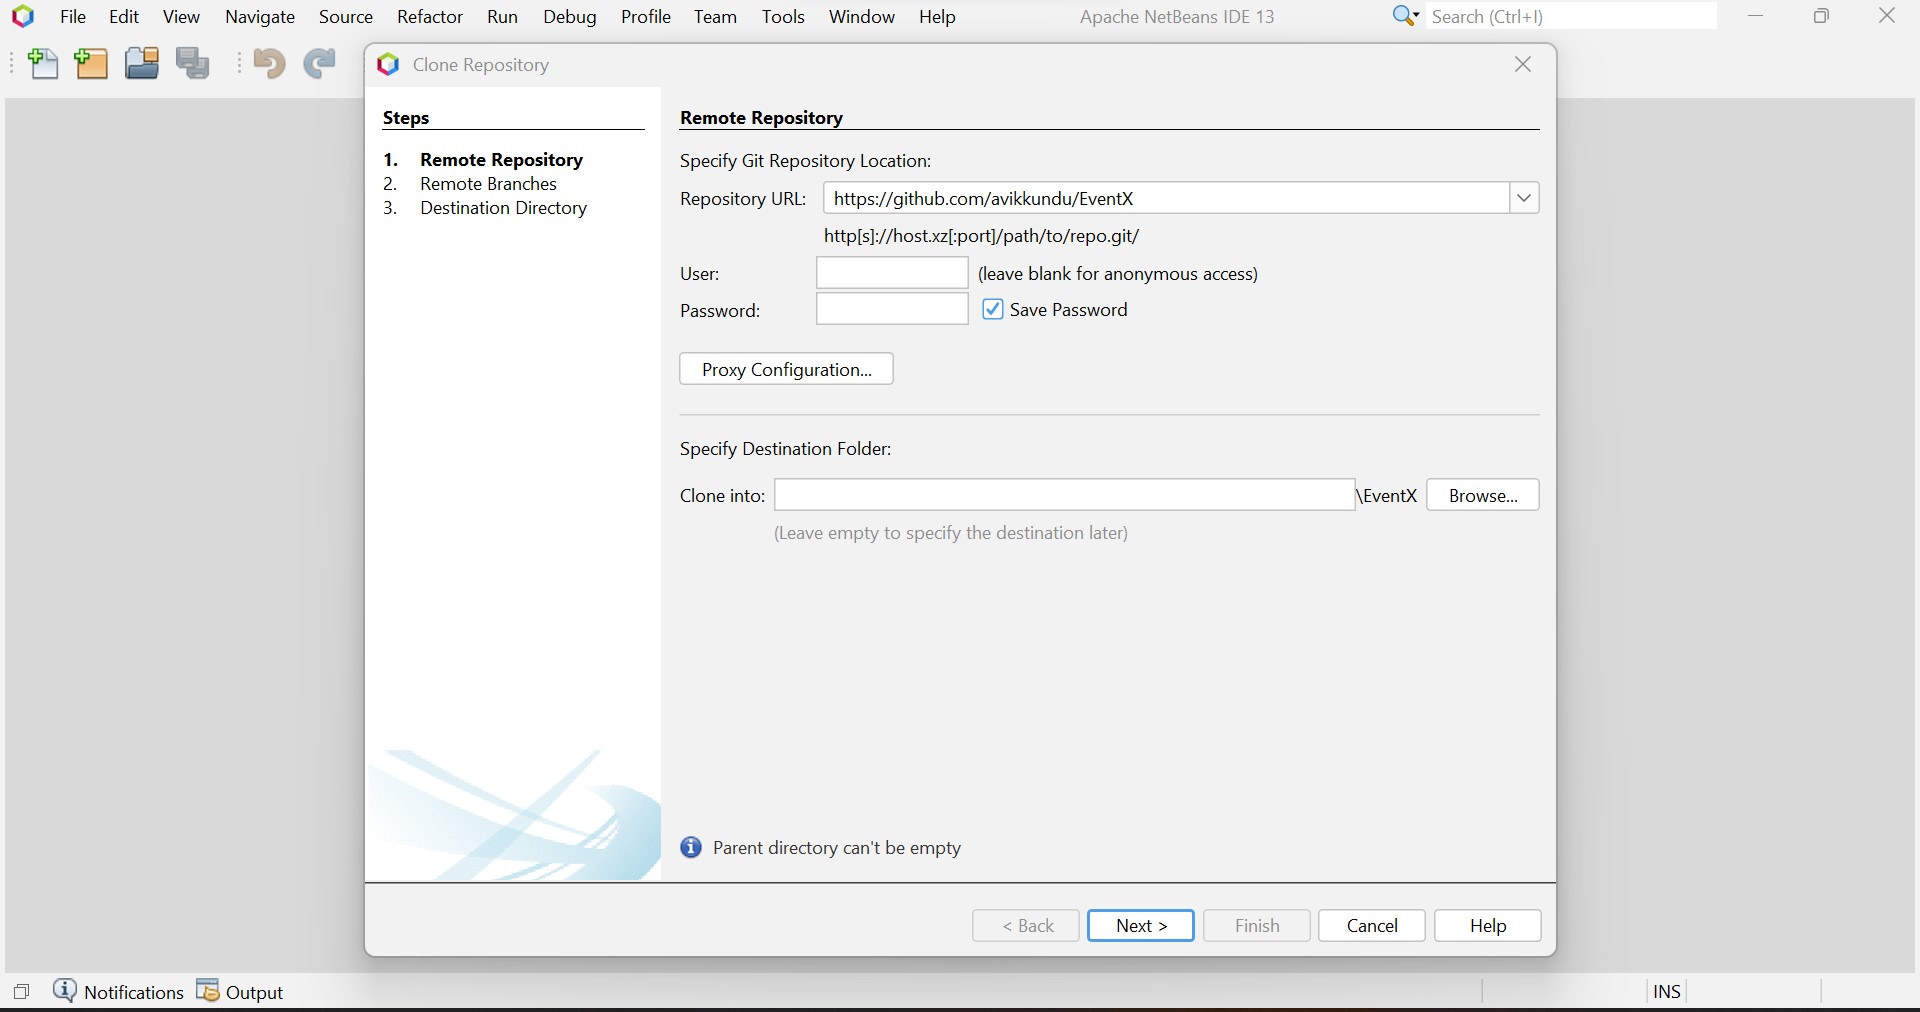 File Edit View Navigate Source Refactor Run Debug Profile Team Tools Window Help Apache NetBeans IDE 13 Search (Ctrl+I)
Clone Repository
Steps
1. Remote Repository
2. Remote Branches
3. Destination Directory
Remote Repository
Specify Git Repository Location:
Repository URL: https://github.com/avikkundu/EventX
http[s]://host.xz[:port]/path/to/repo.git/
User: (leave blank for anonymous access)
Password: Save Password
Proxy Configuration...
Specify Destination Folder:
Clone into: \EventX Browse...
(Leave empty to specify the destination later)
Parent directory can't be empty
< Back Next > Finish Cancel Help
Notifications Output INS